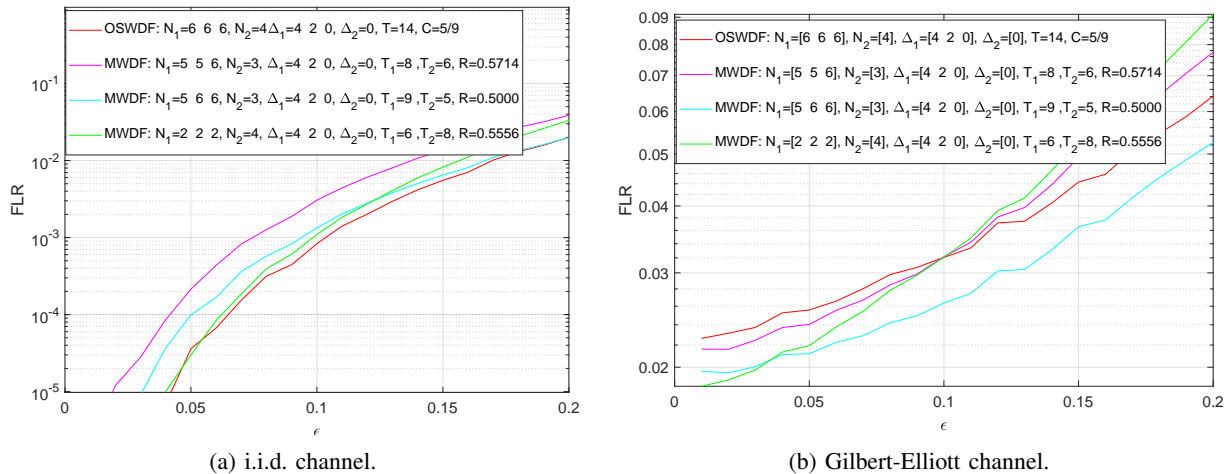 OSWDF: N₁=6 6 6, N₂=4Δ₁=4 2 0, Δ₂=0, T=14, C=5/9
MWDF: N₁=5 5 6, N₂=3, Δ₁=4 2 0, Δ₂=0, T₁=8 ,T₂=6, R=0.5714
MWDF: N₁=5 6 6, N₂=3, Δ₁=4 2 0, Δ₂=0, T₁=9 ,T₂=5, R=0.5000
MWDF: N₁=2 2 2, N₂=4, Δ₁=4 2 0, Δ₂=0, T₁=6 ,T₂=8, R=0.5556
10⁻¹
10⁻²
10⁻³
10⁻⁴
10⁻⁵
FLR
0 0.05 0.1 0.15 0.2
ϵ
(a) i.i.d. channel.
OSWDF: N₁=[6 6 6], N₂=[4], Δ₁=[4 2 0], Δ₂=[0], T=14, C=5/9
MWDF: N₁=[5 5 6], N₂=[3], Δ₁=[4 2 0], Δ₂=[0], T₁=8 ,T₂=6, R=0.5714
MWDF: N₁=[5 6 6], N₂=[3], Δ₁=[4 2 0], Δ₂=[0], T₁=9 ,T₂=5, R=0.5000
MWDF: N₁=[2 2 2], N₂=[4], Δ₁=[4 2 0], Δ₂=[0], T₁=6 ,T₂=8, R=0.5556
0.09
0.08
0.07
0.06
0.05
0.04
0.03
0.02
FLR
0 0.05 0.1 0.15 0.2
ϵ
(b) Gilbert-Elliott channel.